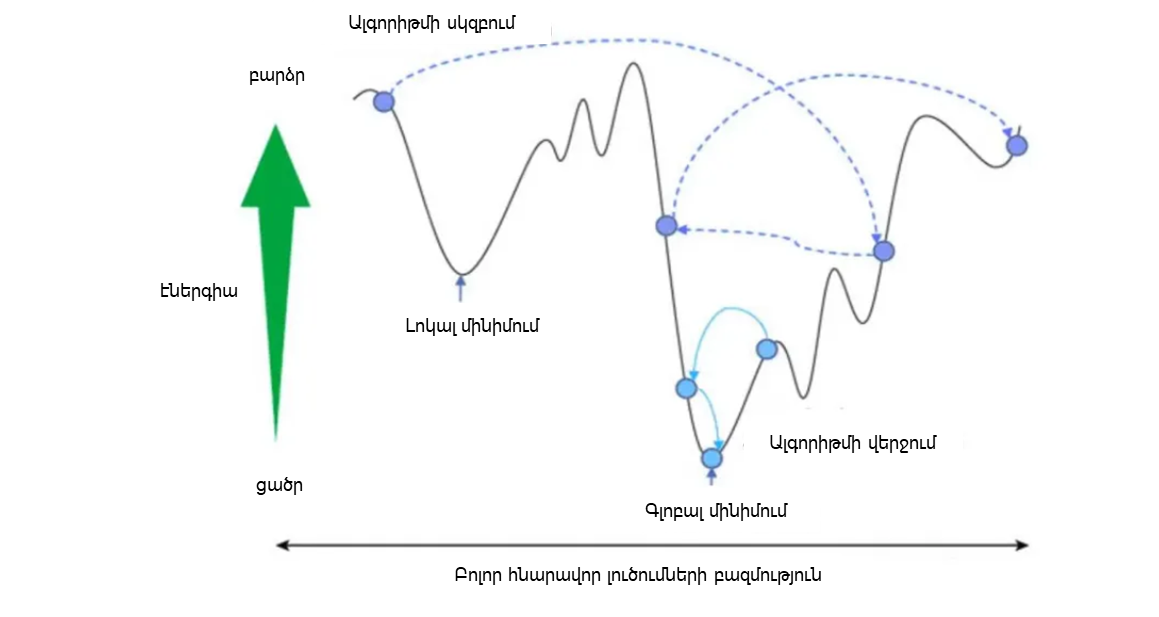 Ալգորիթմի սկզբում
բարձր
էներգիա
Լոկալ մինիմում
Ալգորիթմի վերջում
ցածր
Գլոբալ մինիմում
Բոլոր հնարավոր լուծումների բազմություն